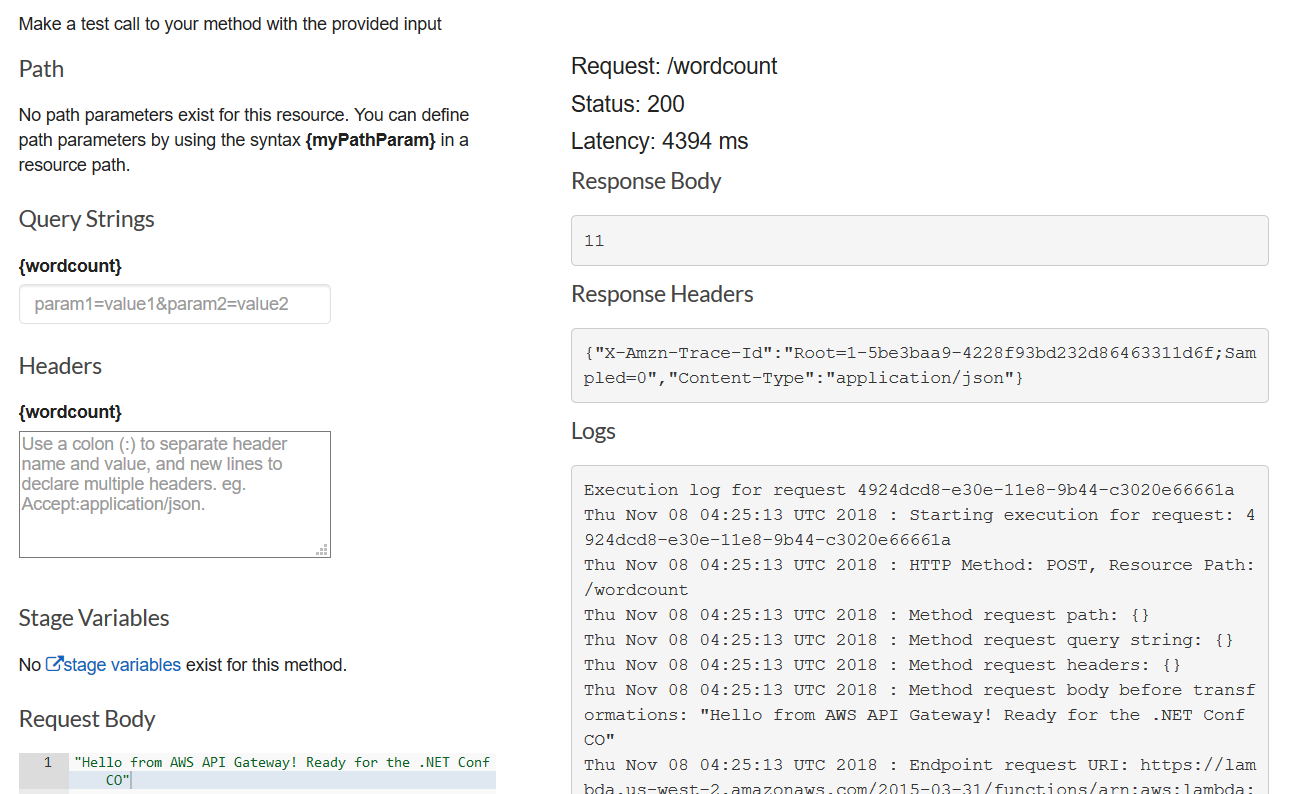 Make a test call to your method with the provided input
Path
No path parameters exist for this resource. You can define
path parameters by using the syntax {myPathParam} in a
resource path.
Query Strings
{wordcount}
param1=value1&param2=value2
Headers
{wordcount}
Use a colon (:) to separate header
name and value, and new lines to
declare multiple headers. eg.
Accept:application/json.
Stage Variables
No stage variables exist for this method.
Request Body
1 "Hello from AWS API Gateway! Ready for the .NET Conf
CO"
Request: /wordcount
Status: 200
Latency: 4394 ms
Response Body
11
Response Headers
{"X-Amzn-Trace-Id":"Root=1-5be3baa9-4228f93bd232d86463311d6f;Sam
pled=0","Content-Type":"application/json"}
Logs
Execution log for request 4924dcd8-e30e-11e8-9b44-c3020e66661a
Thu Nov 08 04:25:13 UTC 2018 : Starting execution for request: 4
924dcd8-e30e-11e8-9b44-c3020e66661a
Thu Nov 08 04:25:13 UTC 2018 : HTTP Method: POST, Resource Path:
/wordcount
Thu Nov 08 04:25:13 UTC 2018 : Method request path: {}
Thu Nov 08 04:25:13 UTC 2018 : Method request query string: {}
Thu Nov 08 04:25:13 UTC 2018 : Method request headers: {}
Thu Nov 08 04:25:13 UTC 2018 : Method request body before transf
ormations: "Hello from AWS API Gateway! Ready for the .NET Conf
CO"
Thu Nov 08 04:25:13 UTC 2018 : Endpoint request URI: https://lam
bda.us-west-2.amazonaws.com/2015-03-31/functions/arn:aws:lambda: